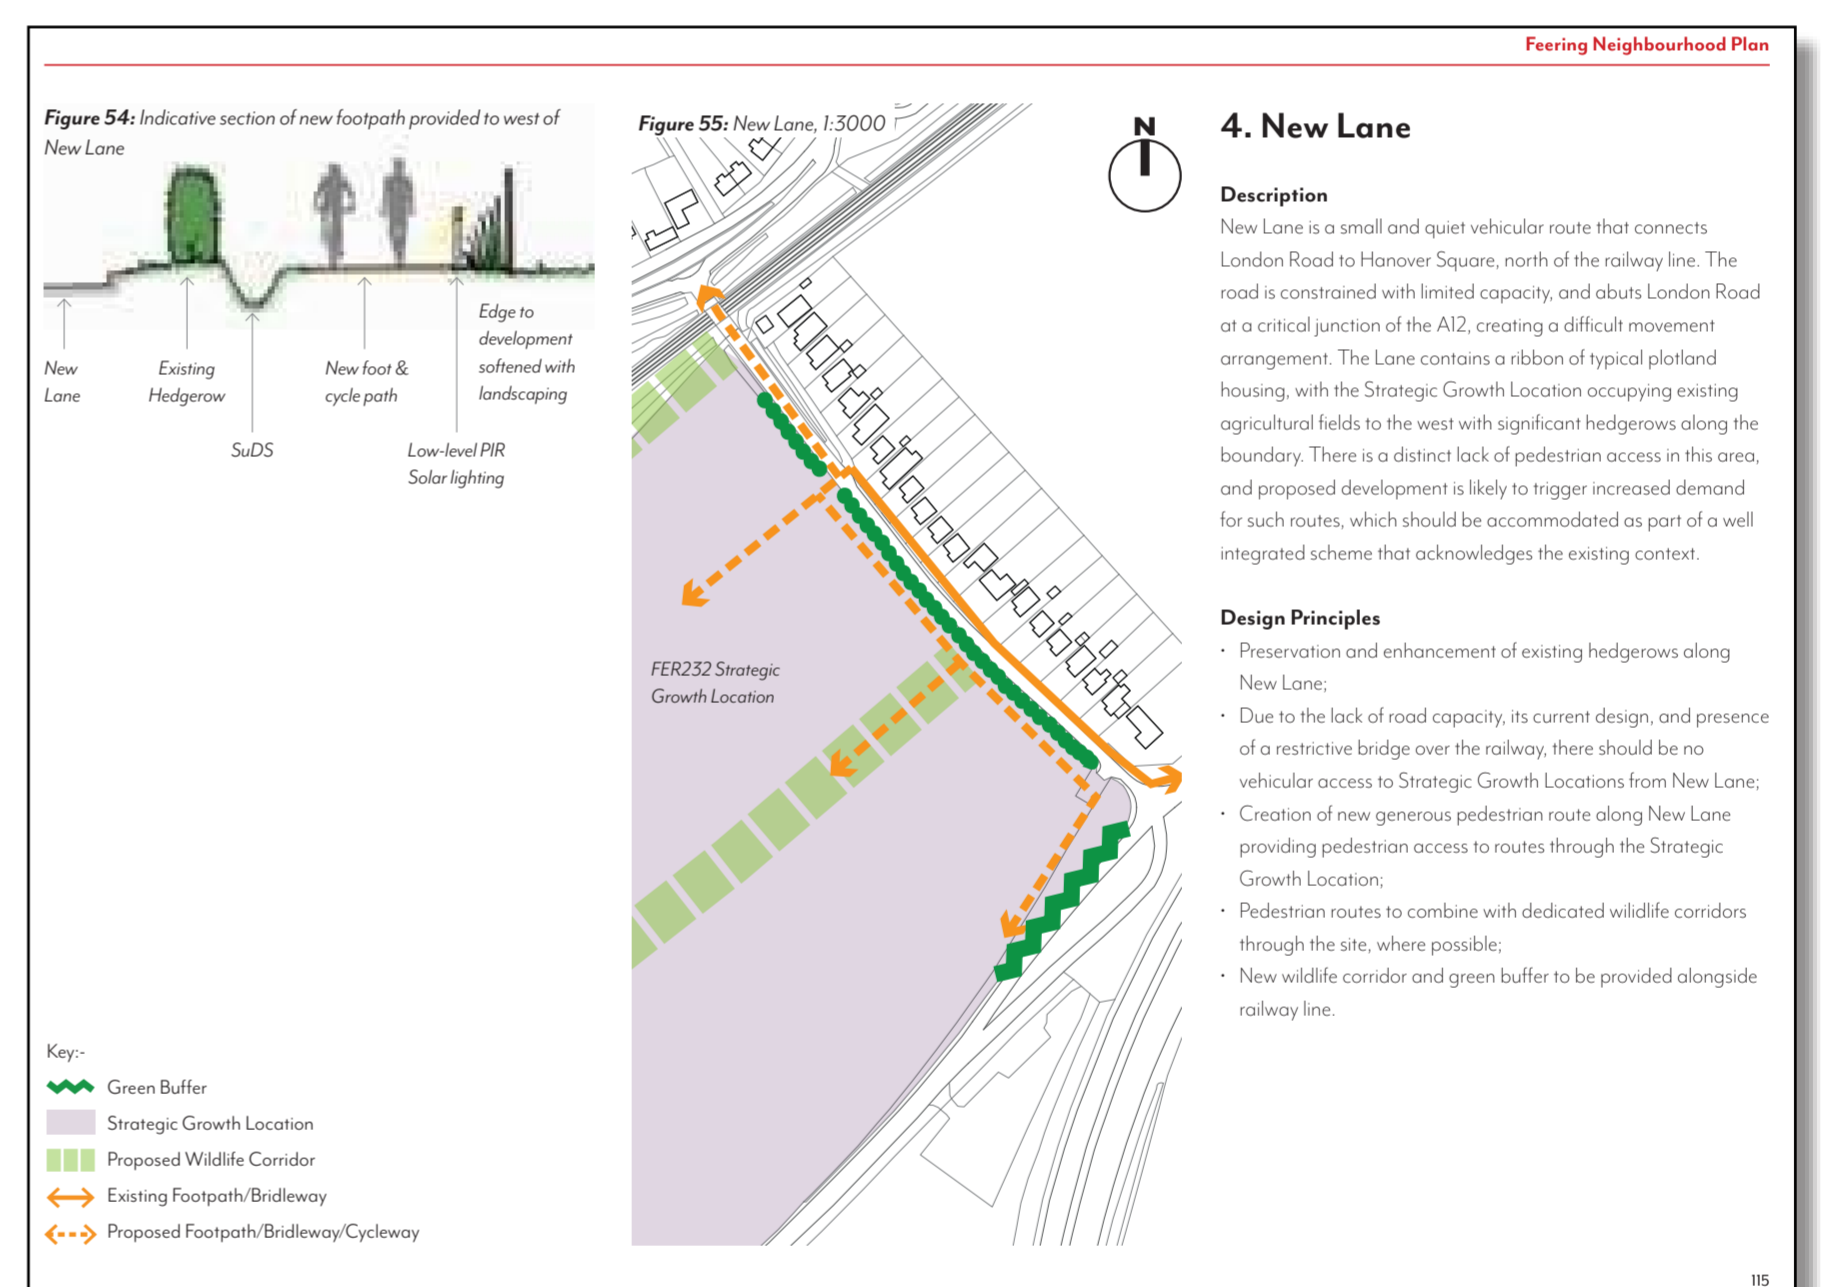 Feering Neighbourhood Plan
Figure 54: Indicative section of new footpath provided to west of
New Lane
New
Lane
Existing
Hedgerow
SuDS
New foot &
cycle path
Low-level PIR
Solar lighting
Edge to
development
softened with
landscaping
Key:-
Green Buffer
Strategic Growth Location
Proposed Wildlife Corridor
Existing Footpath/Bridleway
Proposed Footpath/Bridleway/Cycleway
Figure 55: New Lane, 1:3000
N
FER232 Strategic
Growth Location
4. New Lane
Description
New Lane is a small and quiet vehicular route that connects
London Road to Hanover Square, north of the railway line. The
road is constrained with limited capacity, and abuts London Road
at a critical junction of the A12, creating a difficult movement
arrangement. The Lane contains a ribbon of typical plotland
housing, with the Strategic Growth Location occupying existing
agricultural fields to the west with significant hedgerows along the
boundary. There is a distinct lack of pedestrian access in this area,
and proposed development is likely to trigger increased demand
for such routes, which should be accommodated as part of a well
integrated scheme that acknowledges the existing context.
Design Principles
• Preservation and enhancement of existing hedgerows along
New Lane;
• Due to the lack of road capacity, its current design, and presence
of a restrictive bridge over the railway, there should be no
vehicular access to Strategic Growth Locations from New Lane;
• Creation of new generous pedestrian route along New Lane
providing pedestrian access to routes through the Strategic
Growth Location;
• Pedestrian routes to combine with dedicated wilidlife corridors
through the site, where possible;
• New wildlife corridor and green buffer to be provided alongside
railway line.
115